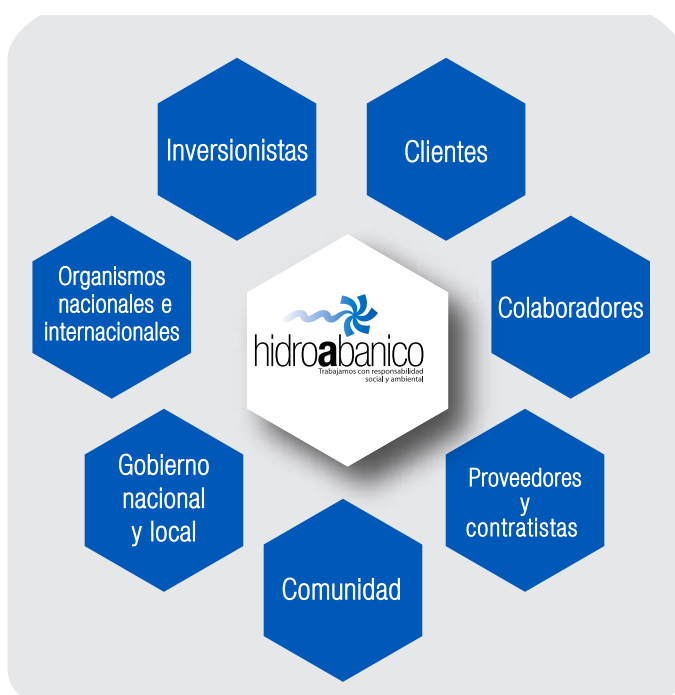 Inversionistas
Clientes
Organismos
nacionales e
internacionales
Colaboradores
hidroabanico
Trabajamos con responsabilidad
social y ambiental
Gobierno
nacional
y local
Proveedores
y
contratistas
Comunidad